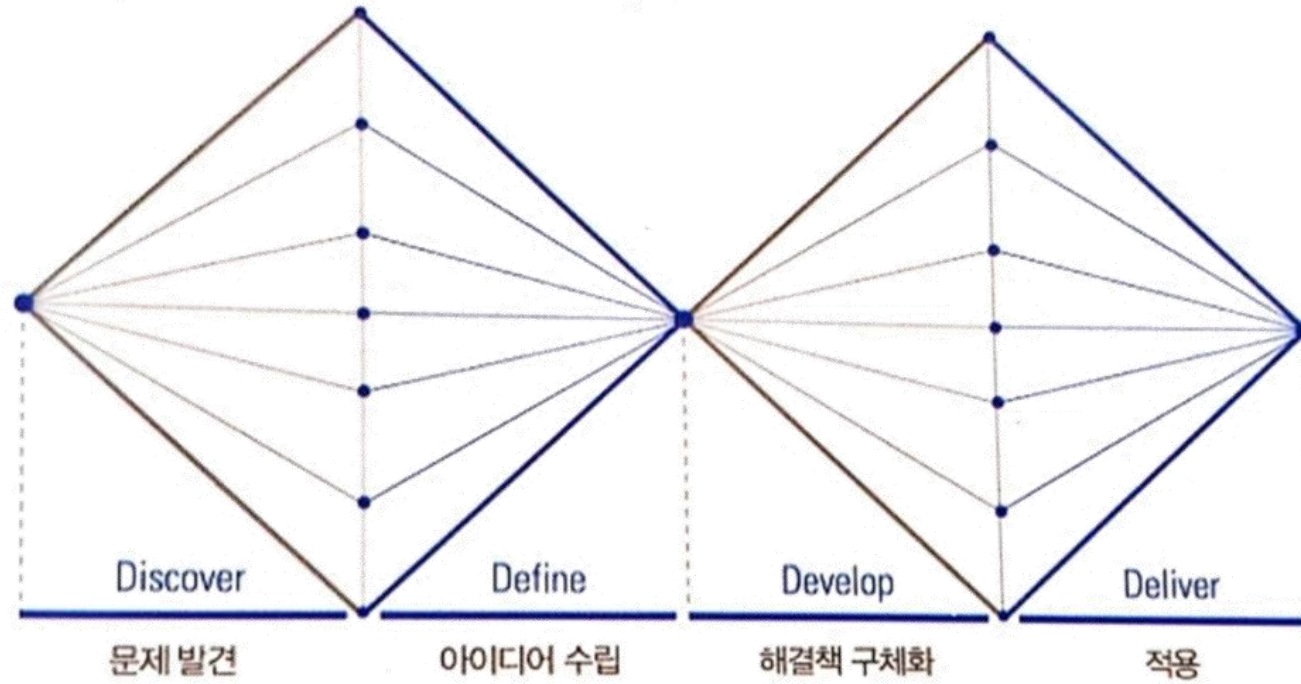 Discover
Define
Develop
Deliver
문제 발견
아이디어 수립
해결책 구체화
적용